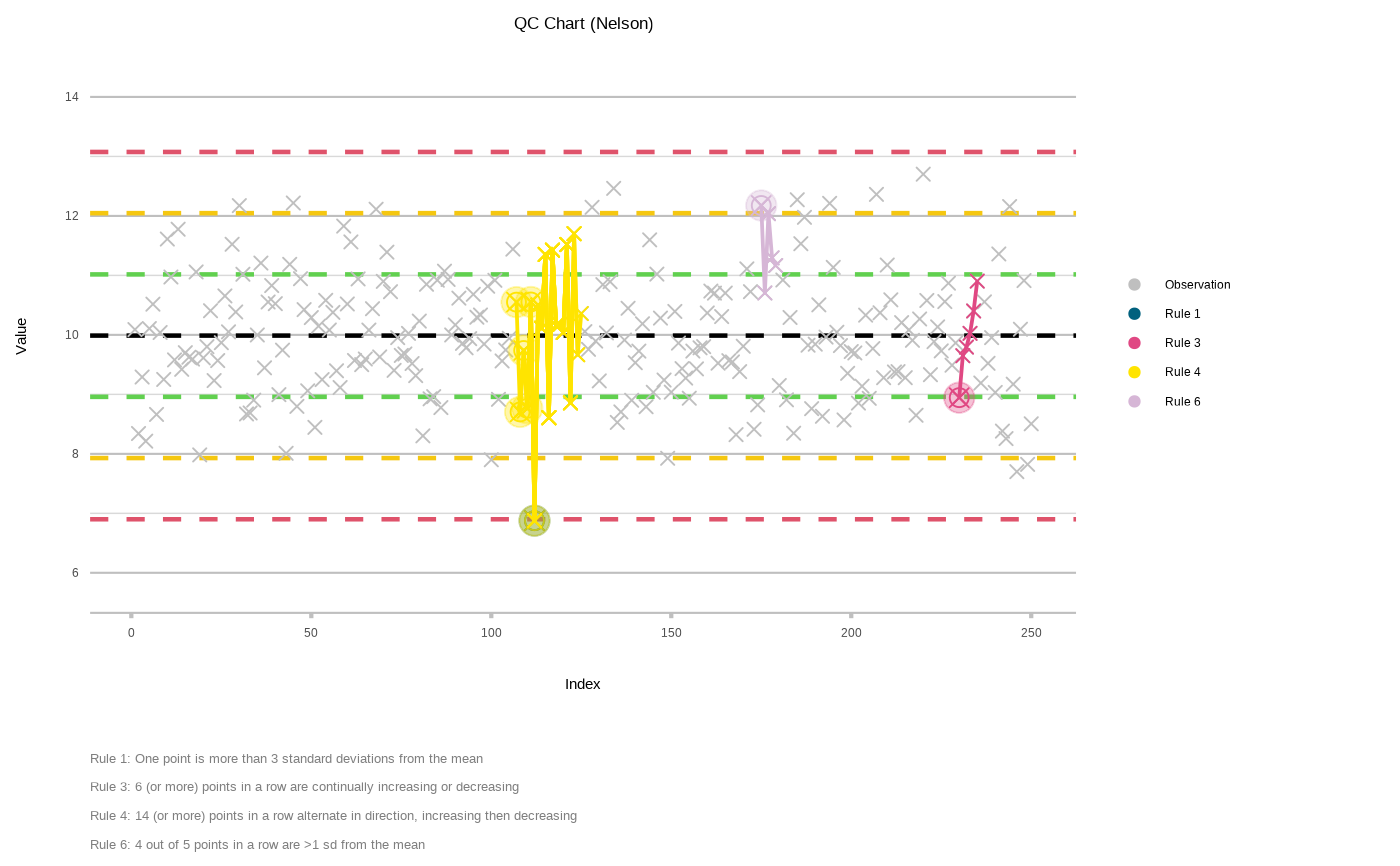 QC Chart (Nelson)
14
12
10
8
6
Value
0 50 100 150 200 250
Index
Observation
Rule 1
Rule 3
Rule 4
Rule 6
Rule 1: One point is more than 3 standard deviations from the mean
Rule 3: 6 (or more) points in a row are continually increasing or decreasing
Rule 4: 14 (or more) points in a row alternate in direction, increasing then decreasing
Rule 6: 4 out of 5 points in a row are >1 sd from the mean